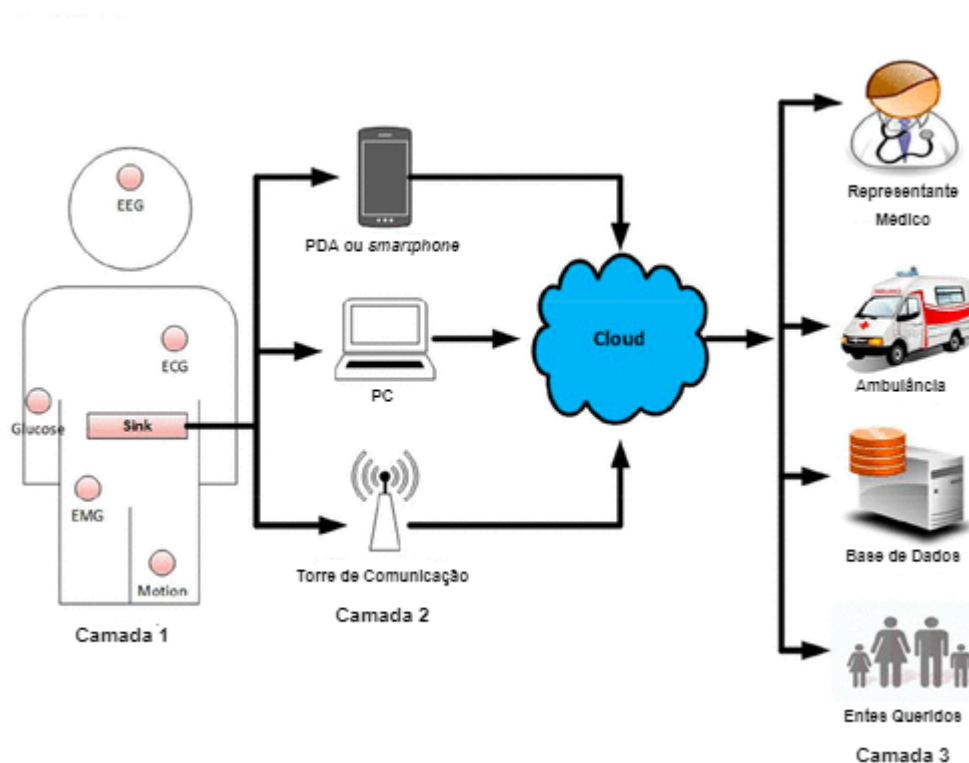 EEG
ECG
Glucose
Sink
EMG
Motion
Camada 1
PDA ou smartphone
PC
Torre de Comunicação
Camada 2
Cloud
Representante
Médico
AMBULANCE
Ambulância
Base de Dados
Entes Queridos
Camada 3